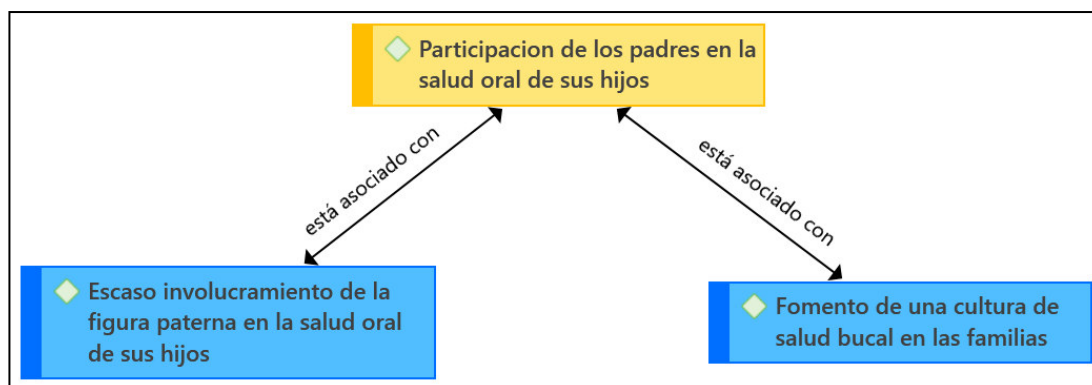 Participacion de los padres en la
salud oral de sus hijos
está asociado con
está asociado con
Escaso involucramiento de la
figura paterna en la salud oral
de sus hijos
Fomento de una cultura de
salud bucal en las familias